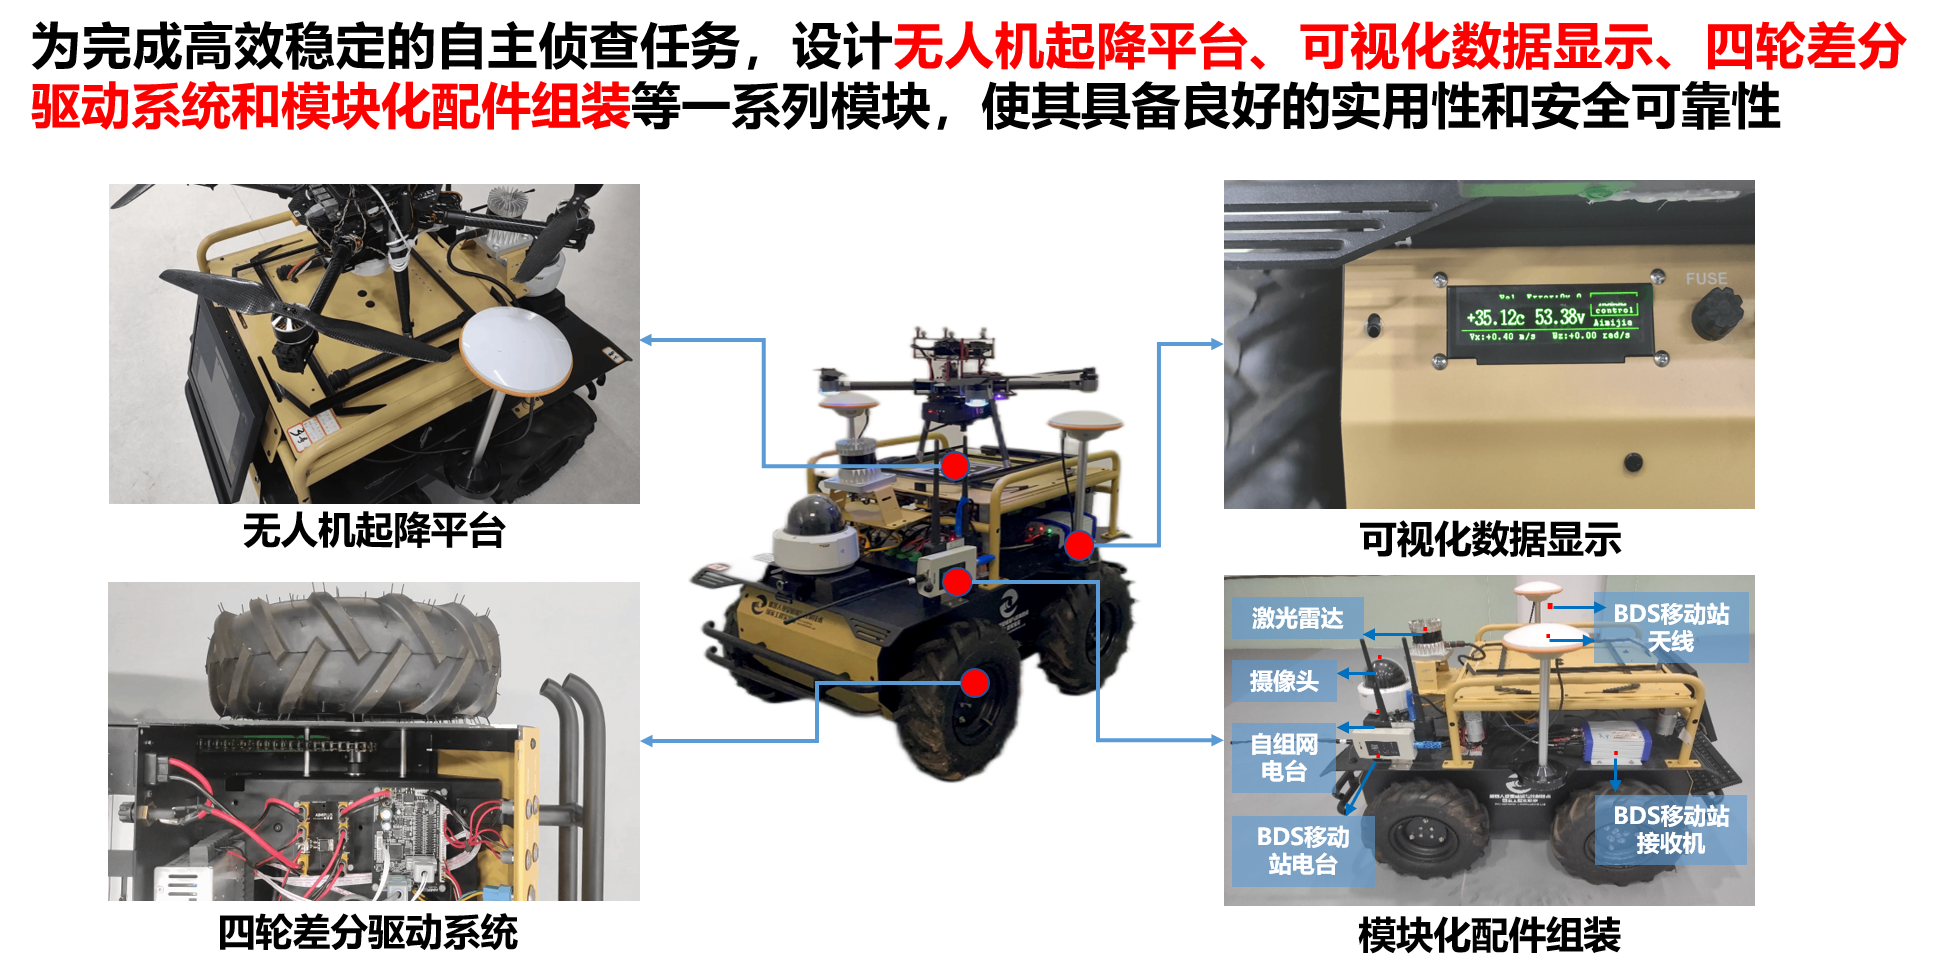 为完成高效稳定的自主侦查任务，设计无人机起降平台、可视化数据显示、四轮差分
驱动系统和模块化配件组装等一系列模块，使其具备良好的实用性和安全可靠性
无人机起降平台
FUSE
control
+35.12c 53.38v
Aimijia
Vx:+0.40 m/s Wz:+0.00 rad/s
可视化数据显示
四轮差分驱动系统
激光雷达
摄像头
自组网
电台
BDS移动
站电台
BDS移动站
天线
BDS移动站
接收机
模块化配件组装